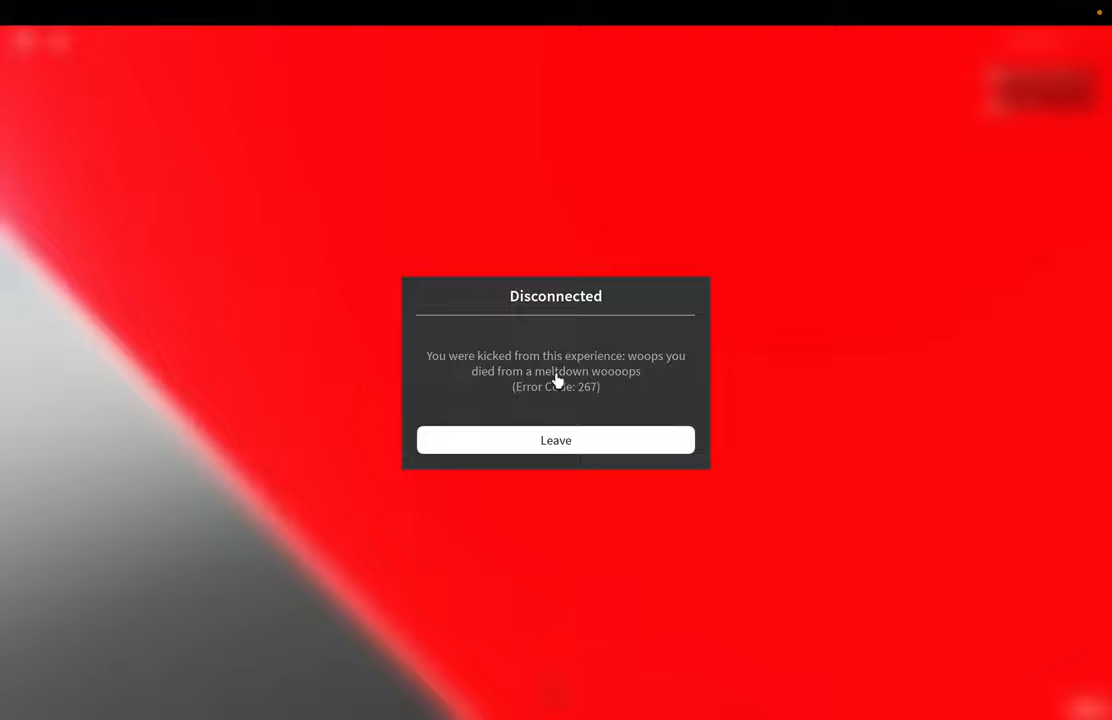 Disconnected
You were kicked from this experience: woops you
died from a meltdown woooops
(Error Code: 267)
Leave